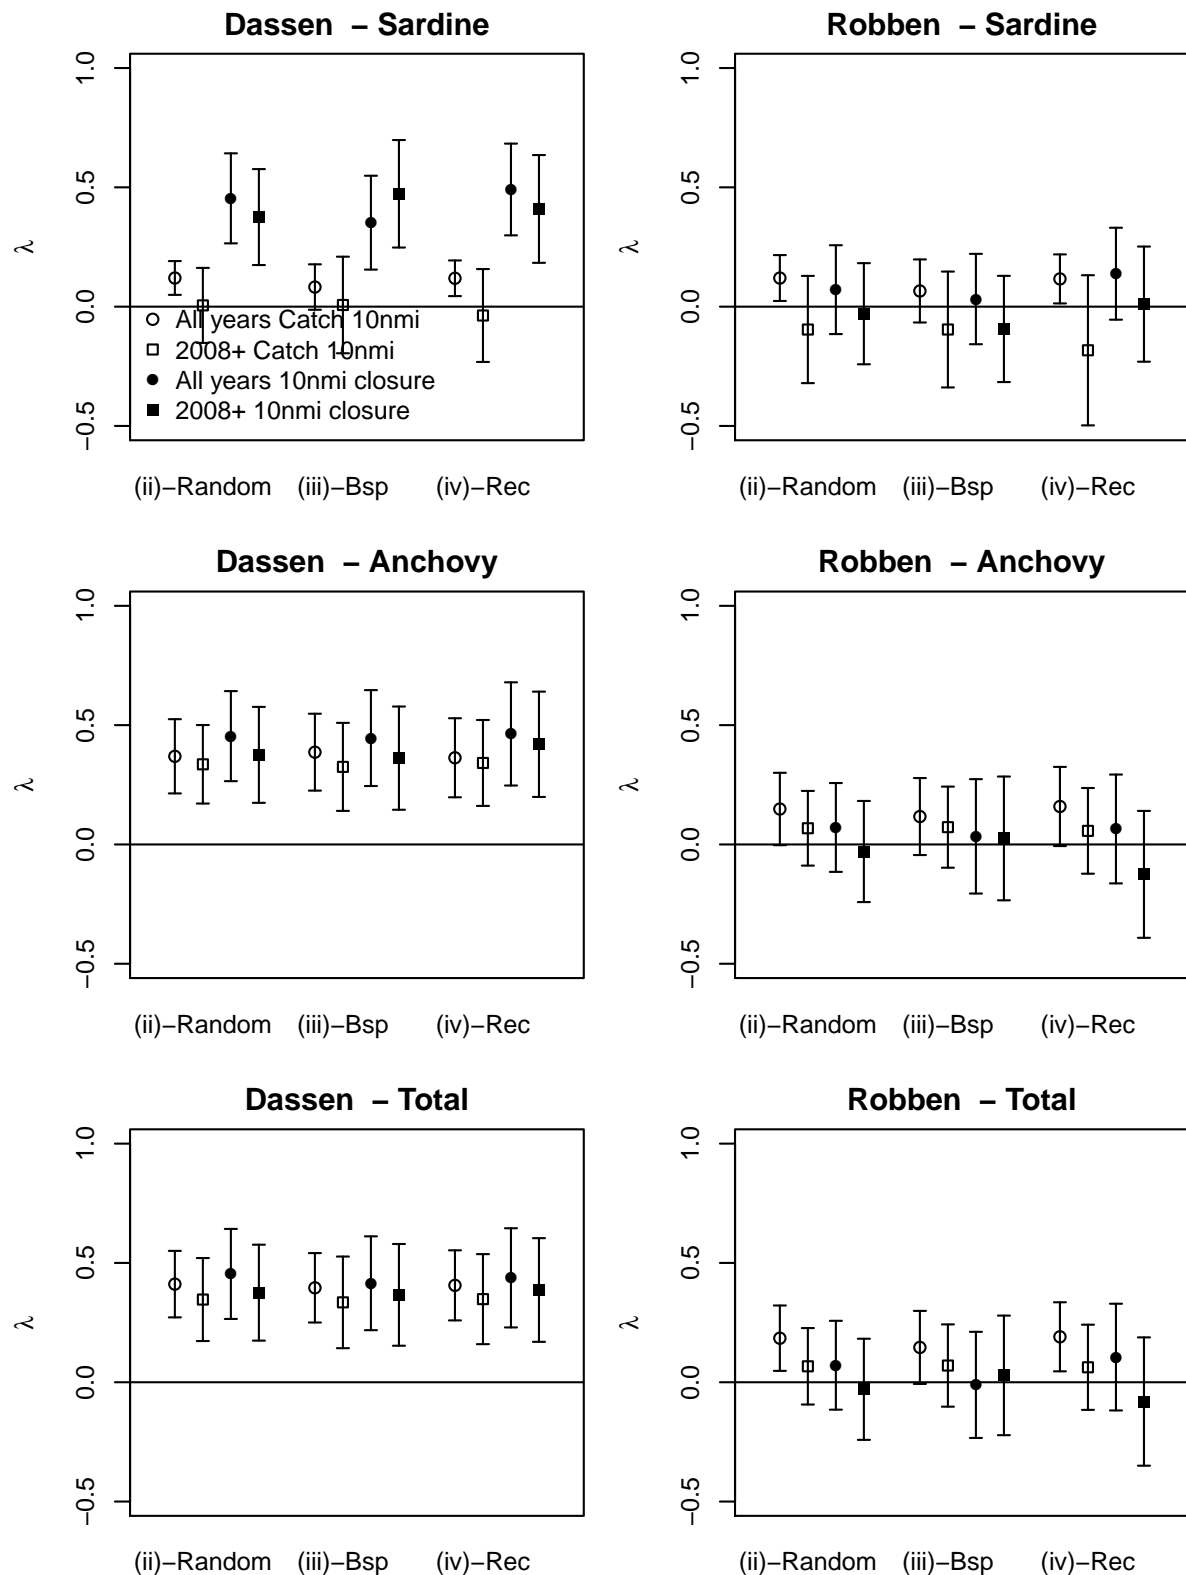 Dassen – Sardine
1.0
0.5
0.0
−0.5
λ
All years Catch 10nmi
2008+ Catch 10nmi
All years 10nmi closure
2008+ 10nmi closure
(ii)−Random (iii)−Bsp (iv)−Rec
Robben – Sardine
1.0
0.5
0.0
−0.5
λ
(ii)−Random (iii)−Bsp (iv)−Rec
Dassen – Anchovy
1.0
0.5
0.0
−0.5
λ
(ii)−Random (iii)−Bsp (iv)−Rec
Robben – Anchovy
1.0
0.5
0.0
−0.5
λ
(ii)−Random (iii)−Bsp (iv)−Rec
Dassen – Total
1.0
0.5
0.0
−0.5
λ
(ii)−Random (iii)−Bsp (iv)−Rec
Robben – Total
1.0
0.5
0.0
−0.5
λ
(ii)−Random (iii)−Bsp (iv)−Rec